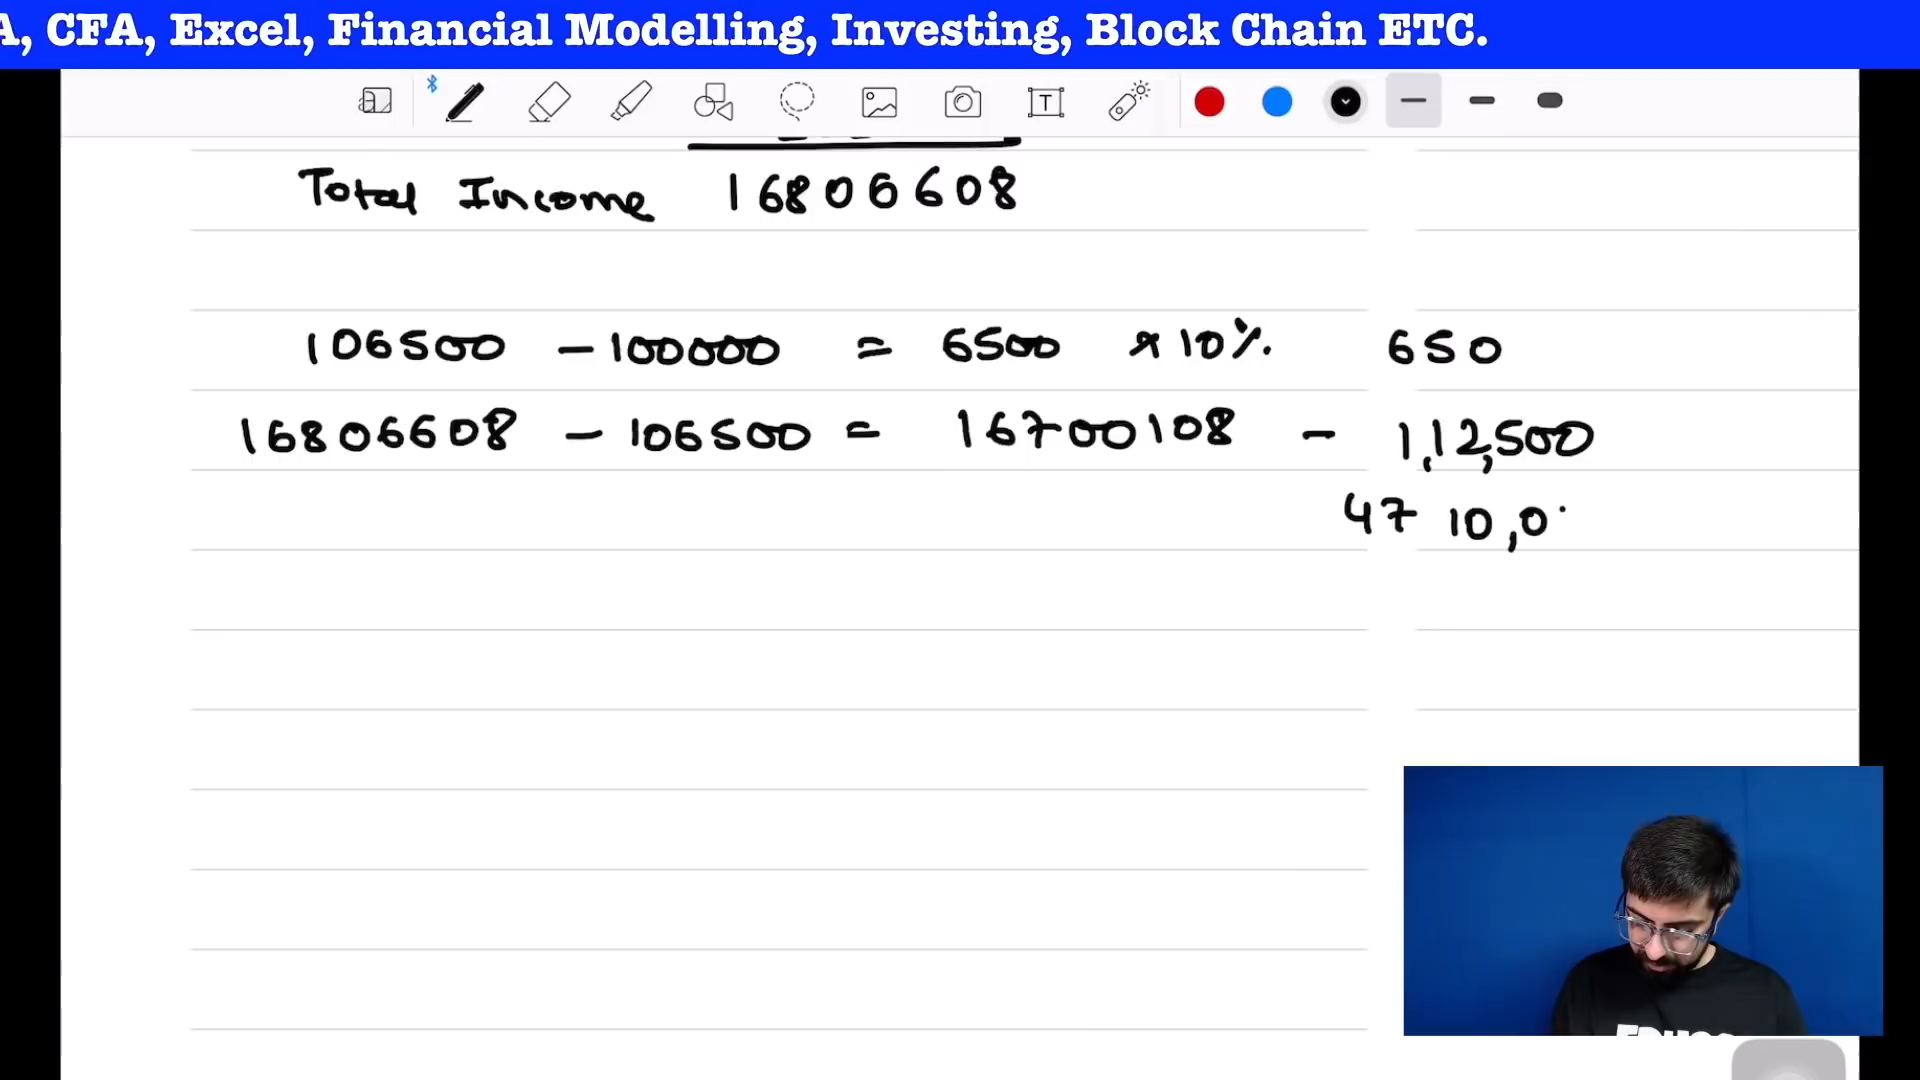 A, CFA, Excel, Financial Modelling, Investing, Block Chain ETC.
Total Income 16806608
106500 - 100000 = 6500 x 10% 650
16806608 - 106500 = 16700108 - 1,12,500
47 10,0